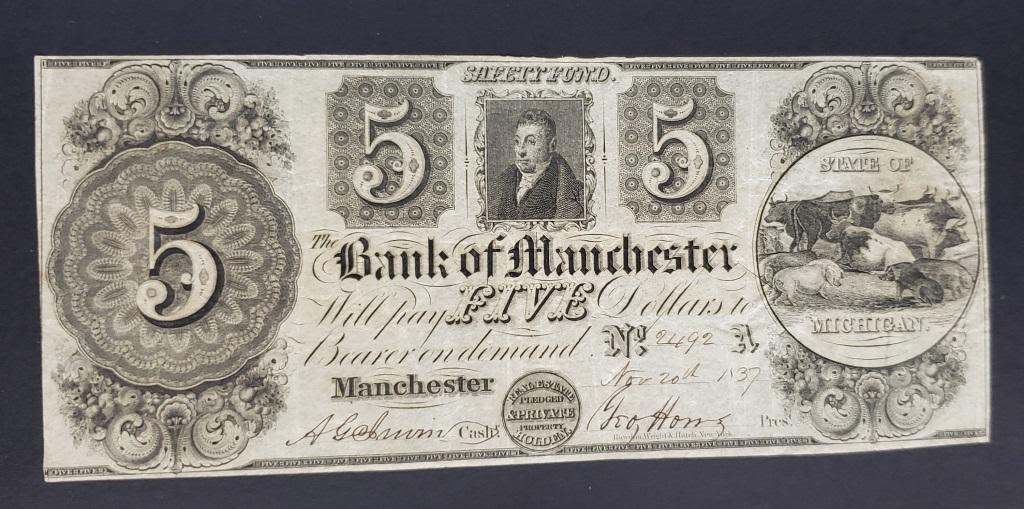 SAFETY FUND.
5
5
5
STATE OF
MICHIGAN.
The
Bank of Manchester
Will pay FIVE Dollars to
Bearer on demand No. 2492 A
Manchester
Nov 20th 1837
REAL ESTATE
PLEDGED
& PRIVATE
PROPERTY
HOLDEN
Cash.
Pres.
Rawdon, Wright & Hatch, New York